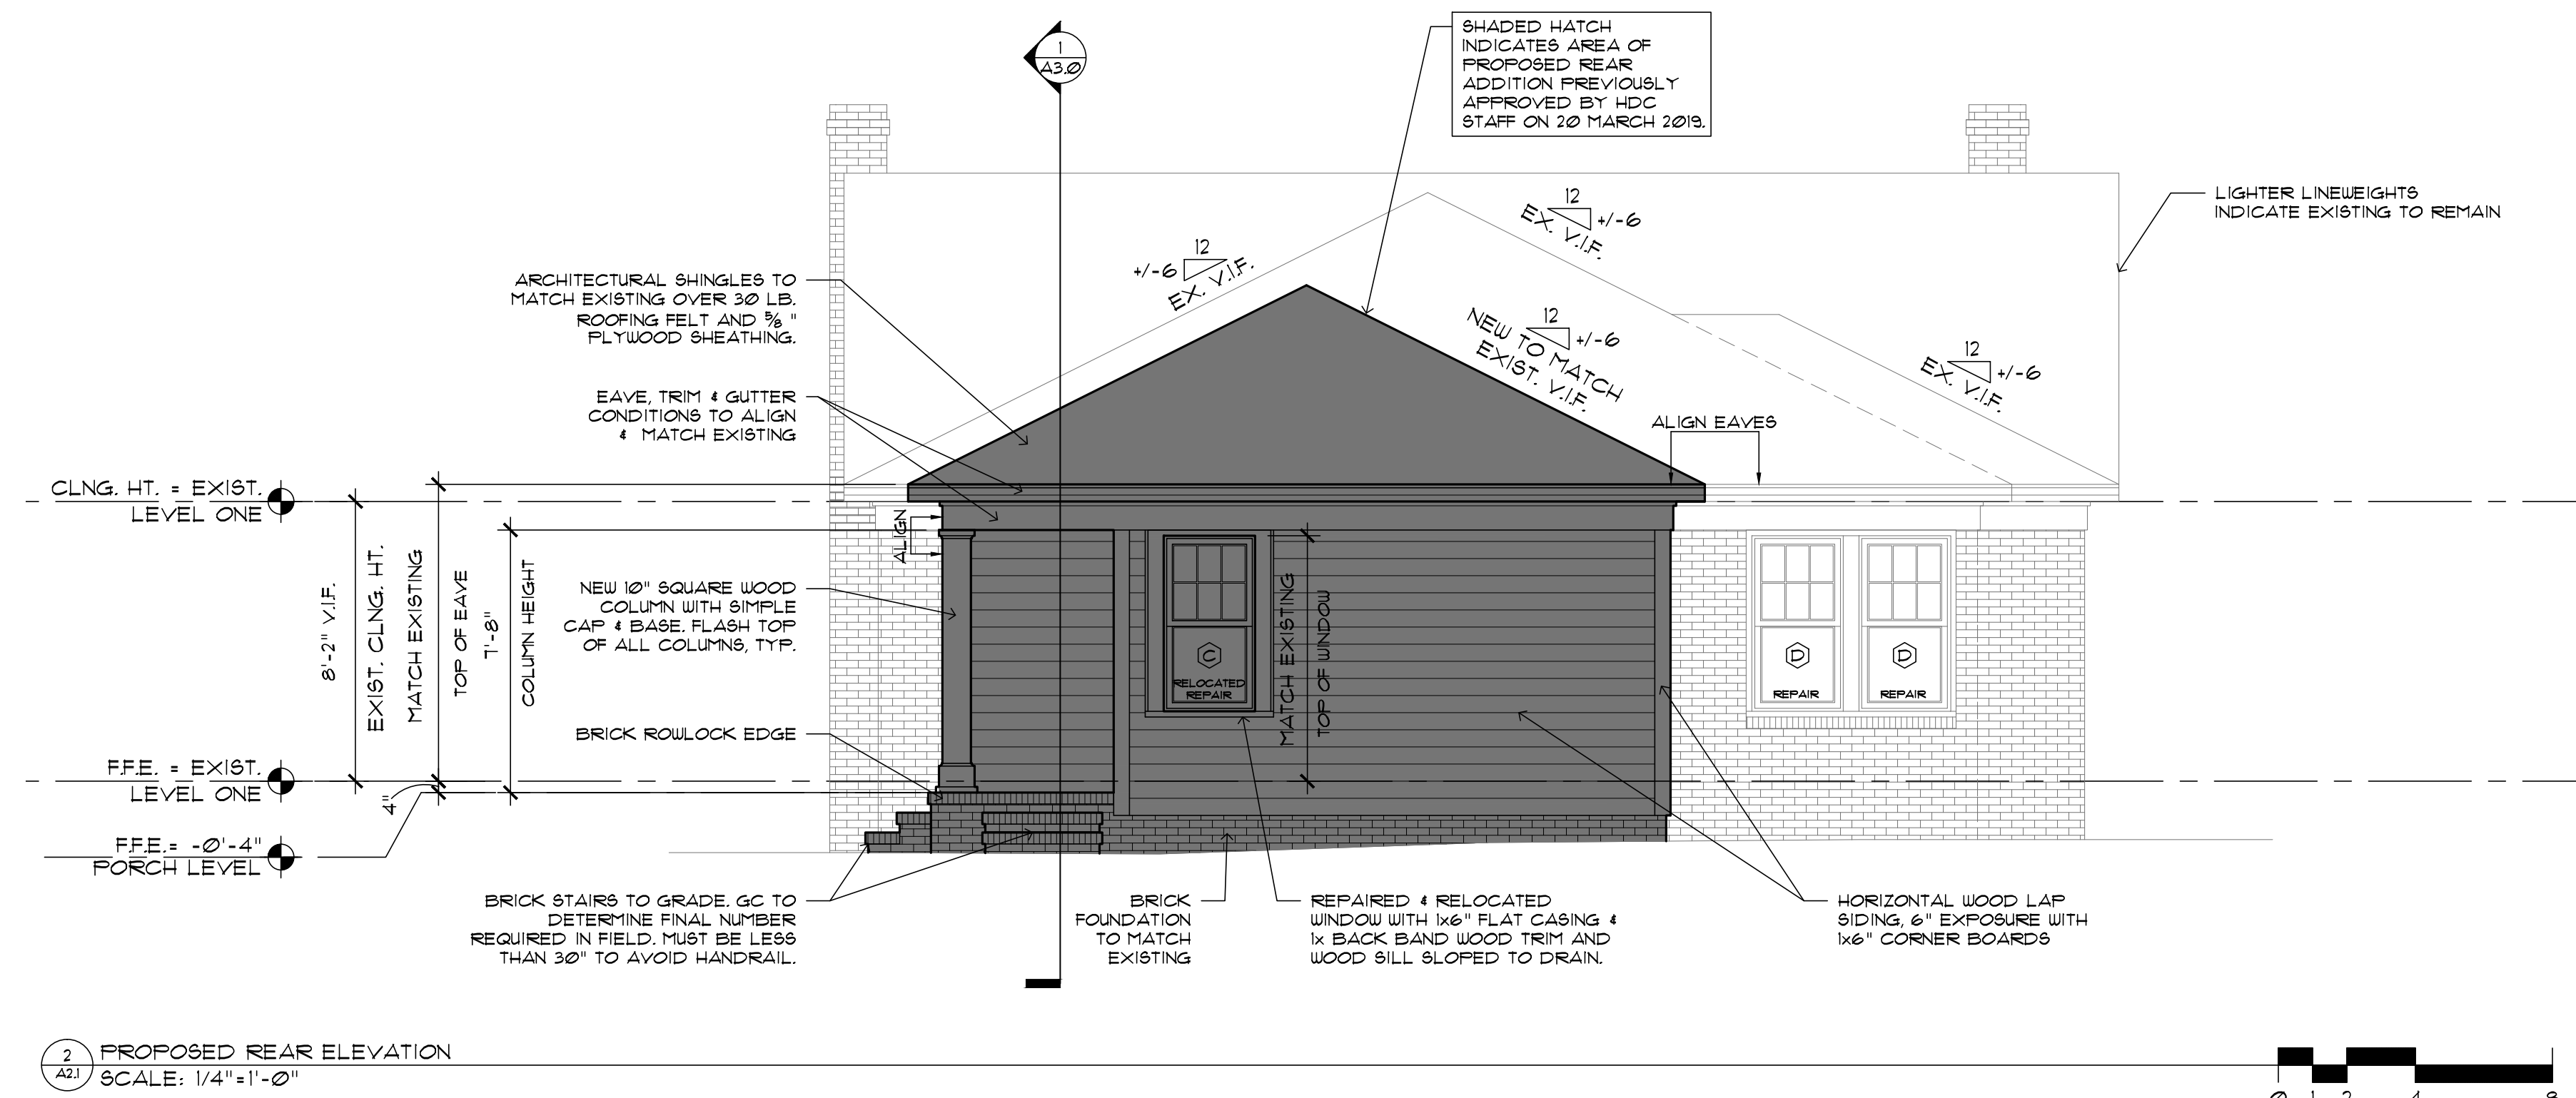 1
A3.0
SHADED HATCH
INDICATES AREA OF
PROPOSED REAR
ADDITION PREVIOUSLY
APPROVED BY HDC
STAFF ON 20 MARCH 2019.
LIGHTER LINEWEIGHTS
INDICATE EXISTING TO REMAIN
12
+/-6
EX. V.I.F.
12
+/-6
EX. V.I.F.
ARCHITECTURAL SHINGLES TO
MATCH EXISTING OVER 30 LB.
ROOFING FELT AND 5/8 "
PLYWOOD SHEATHING.
12
+/-6
NEW TO MATCH
EXIST. V.I.F.
12
+/-6
EX. V.I.F.
EAVE, TRIM & GUTTER
CONDITIONS TO ALIGN
& MATCH EXISTING
ALIGN EAVES
CLNG. HT. = EXIST.
LEVEL ONE
ALIGN
8'-2" V.I.F.
EXIST. CLNG. HT.
MATCH EXISTING
TOP OF EAVE
7'-8"
COLUMN HEIGHT
NEW 10" SQUARE WOOD
COLUMN WITH SIMPLE
CAP & BASE. FLASH TOP
OF ALL COLUMNS, TYP.
C
RELOCATED
REPAIR
MATCH EXISTING
TOP OF WINDOW
D
REPAIR
D
REPAIR
BRICK ROWLOCK EDGE
F.F.E. = EXIST.
LEVEL ONE
4"
F.F.E.= -0'-4"
PORCH LEVEL
BRICK STAIRS TO GRADE. GC TO
DETERMINE FINAL NUMBER
REQUIRED IN FIELD. MUST BE LESS
THAN 30" TO AVOID HANDRAIL.
BRICK
FOUNDATION
TO MATCH
EXISTING
REPAIRED & RELOCATED
WINDOW WITH 1x6" FLAT CASING &
1x BACK BAND WOOD TRIM AND
WOOD SILL SLOPED TO DRAIN.
HORIZONTAL WOOD LAP
SIDING, 6" EXPOSURE WITH
1x6" CORNER BOARDS
2
A2.1
PROPOSED REAR ELEVATION
SCALE: 1/4"=1'-0"